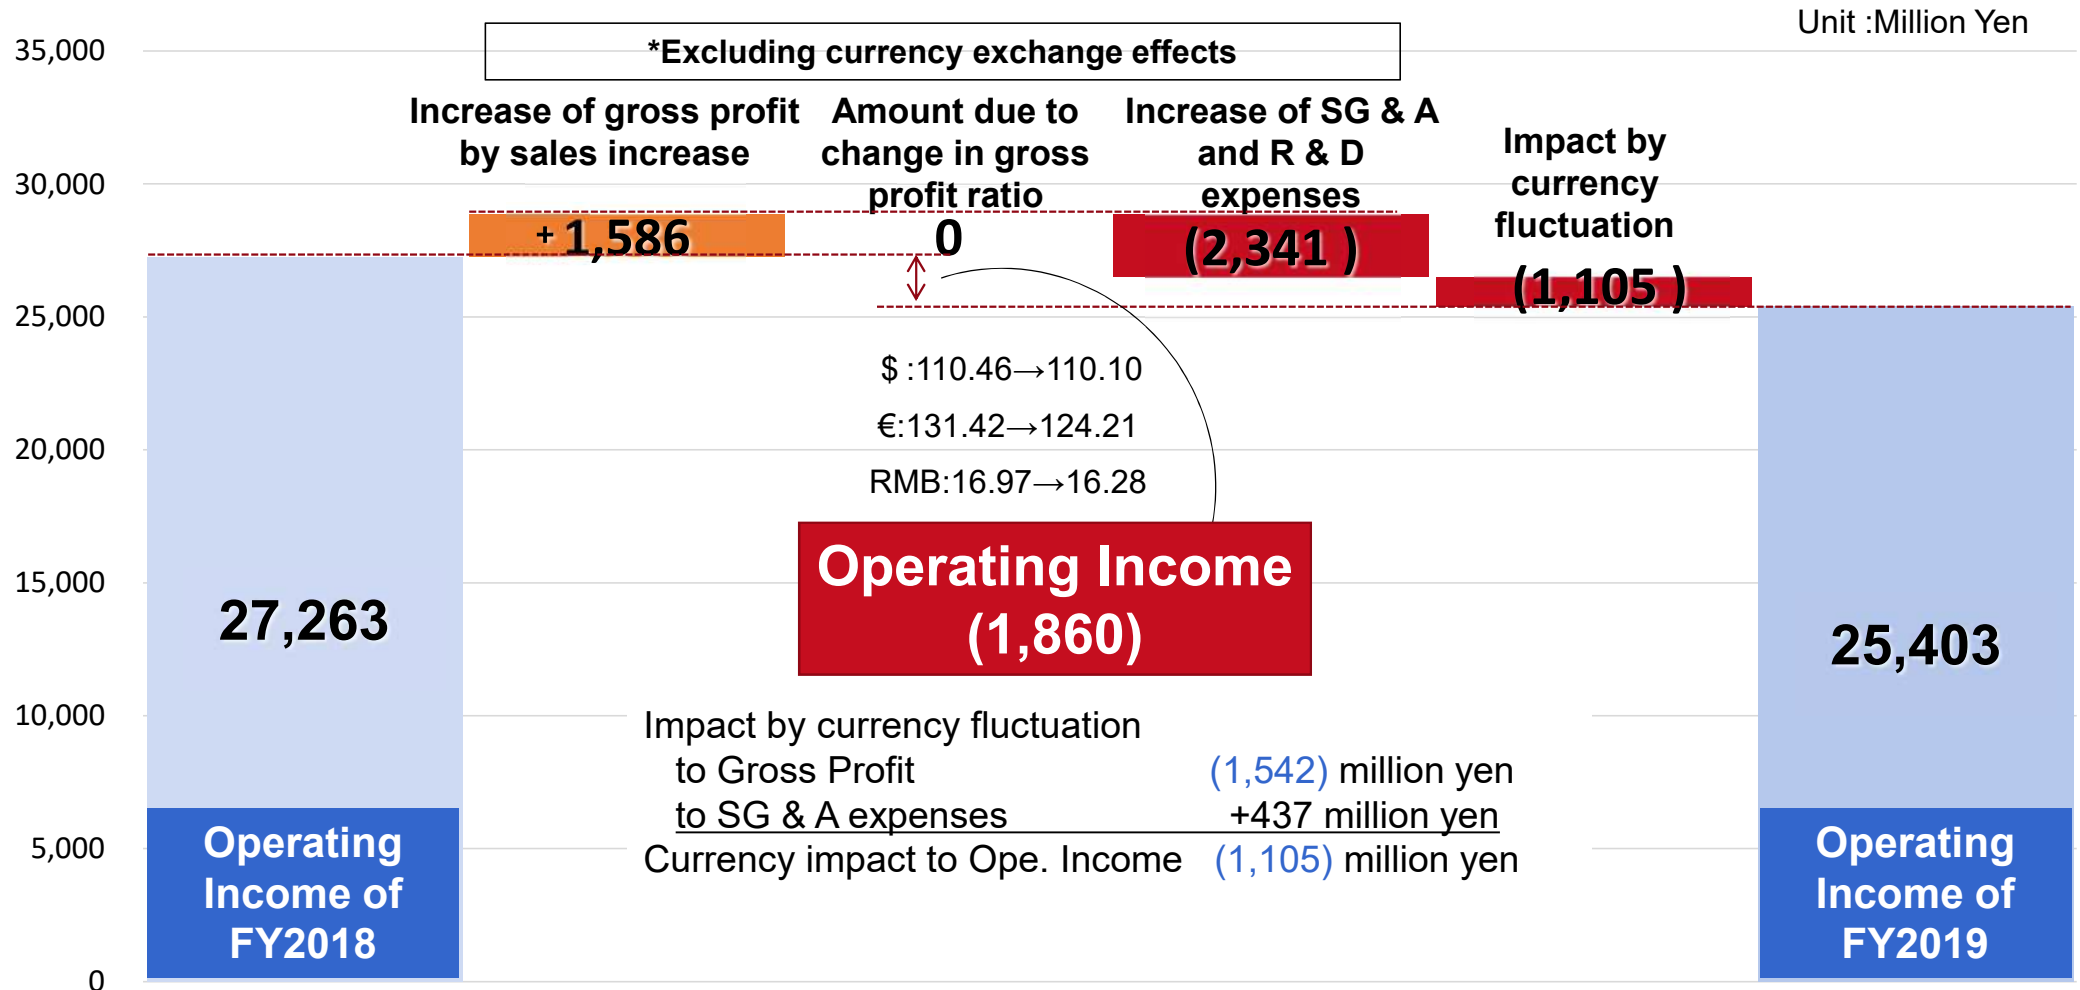 Unit :Million Yen
*Excluding currency exchange effects
35,000
30,000
25,000
20,000
15,000
10,000
5,000
0
Increase of gross profit
by sales increase
+ 1,586
Amount due to
change in gross
profit ratio
0
Increase of SG & A
and R & D
expenses
(2,341 )
Impact by
currency
fluctuation
(1,105 )
$ :110.46→110.10
€:131.42→124.21
RMB:16.97→16.28
Operating Income
(1,860)
27,263
25,403
Impact by currency fluctuation
to Gross Profit (1,542) million yen
to SG & A expenses +437 million yen
Currency impact to Ope. Income (1,105) million yen
Operating
Income of
FY2018
Operating
Income of
FY2019